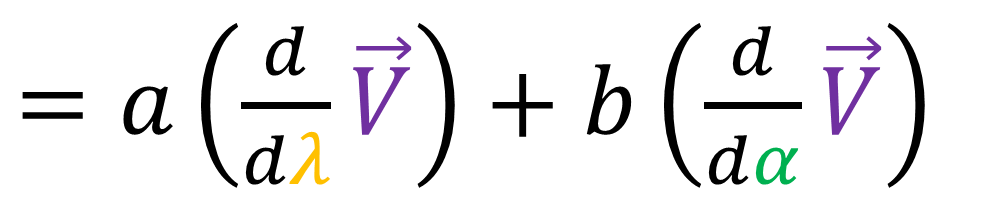 = a (d/dλ V⃗) + b (d/dα V⃗)